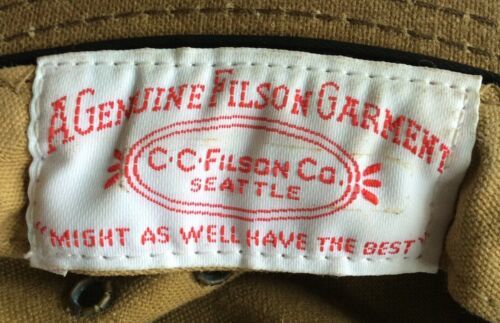 A GENUINE FILSON GARMENT
C·C·FILSON CO.
SEATTLE
"MIGHT AS WELL HAVE THE BEST"